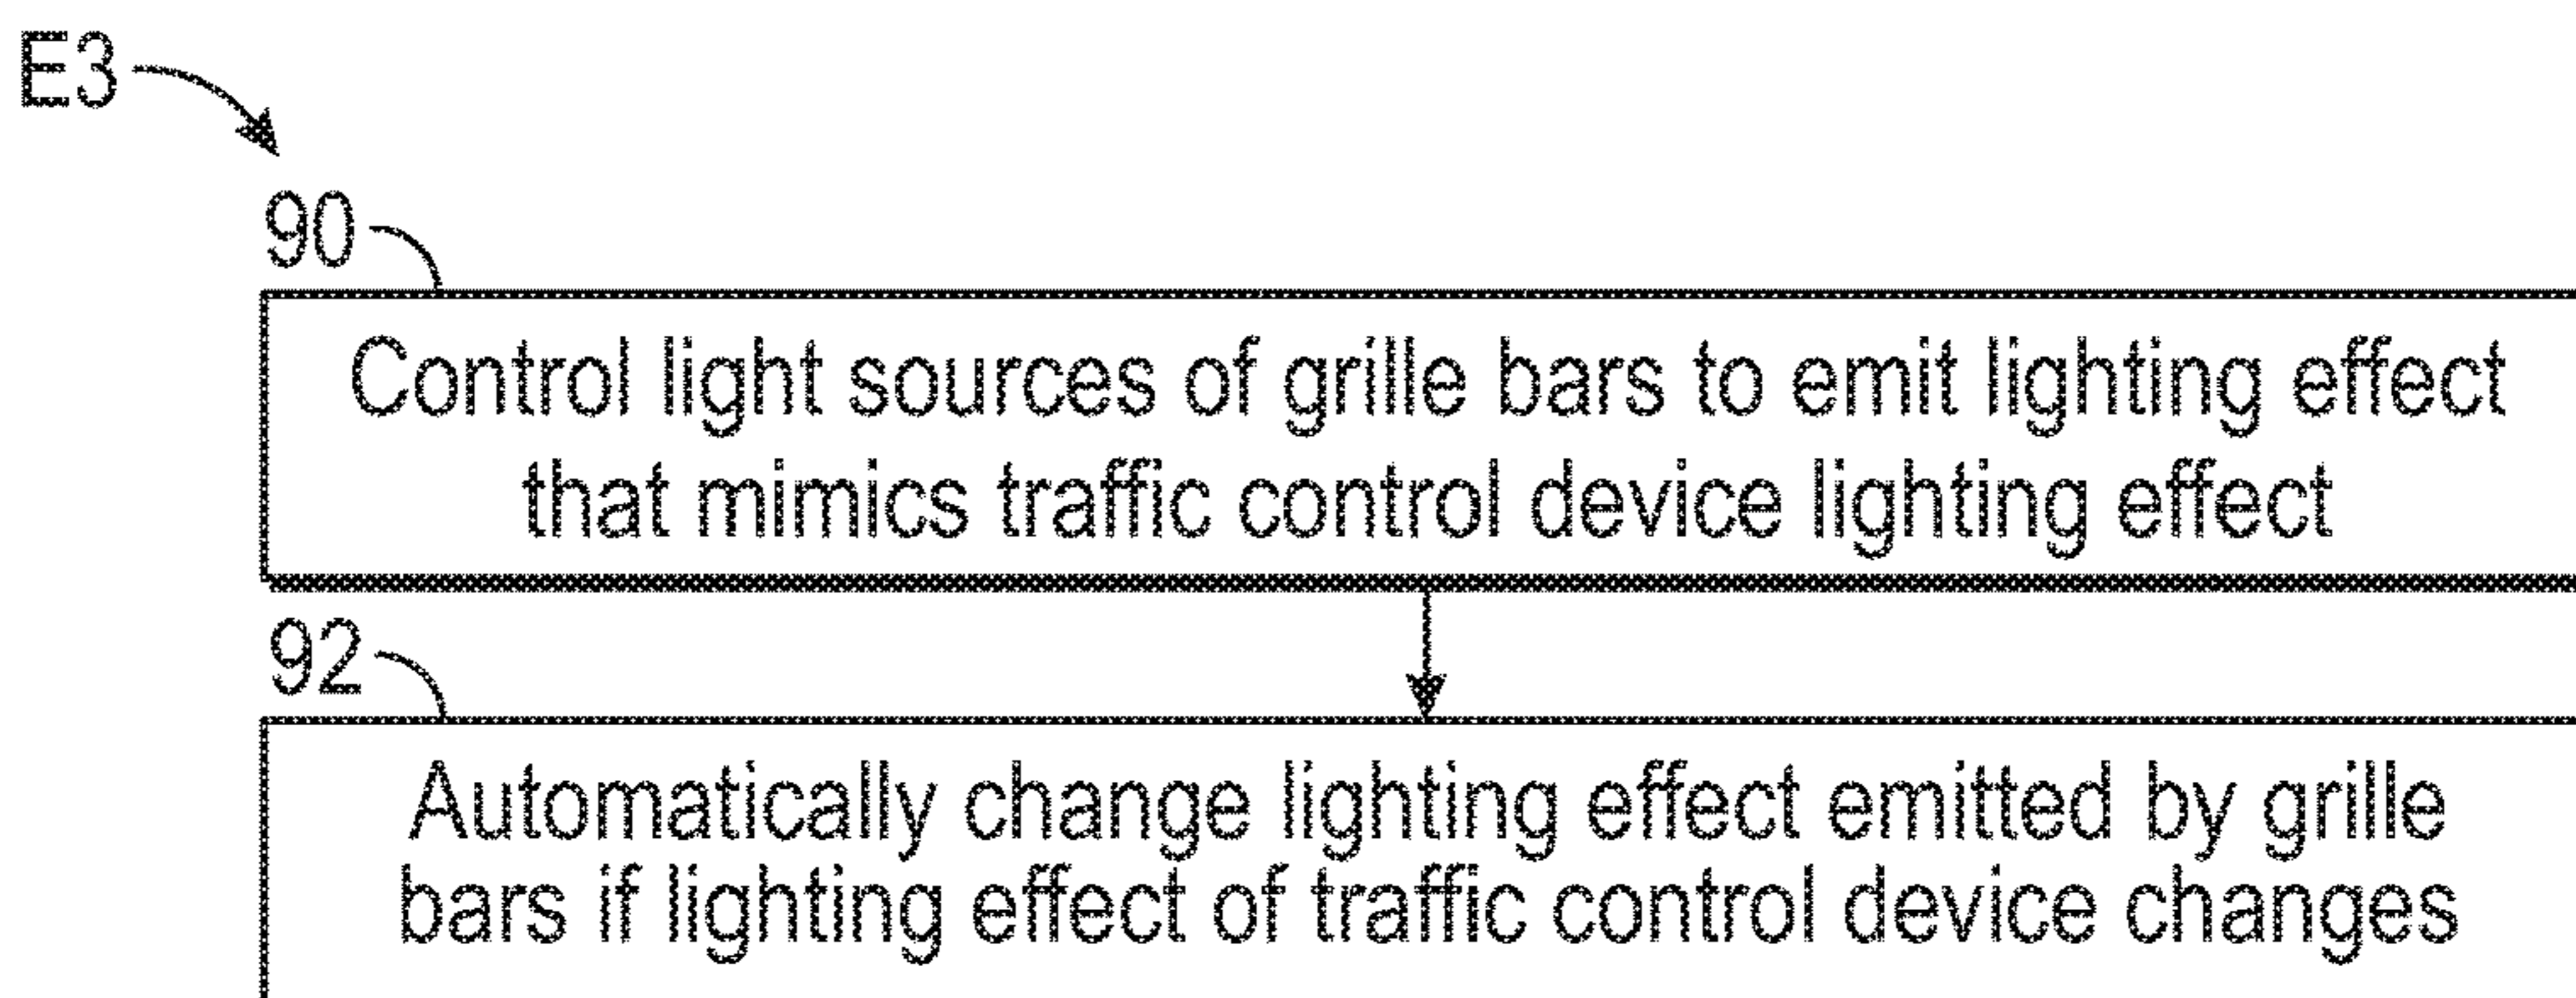 E3
90
Control light sources of grille bars to emit lighting effect
that mimics traffic control device lighting effect
92
Automatically change lighting effect emitted by grille
bars if lighting effect of traffic control device changes